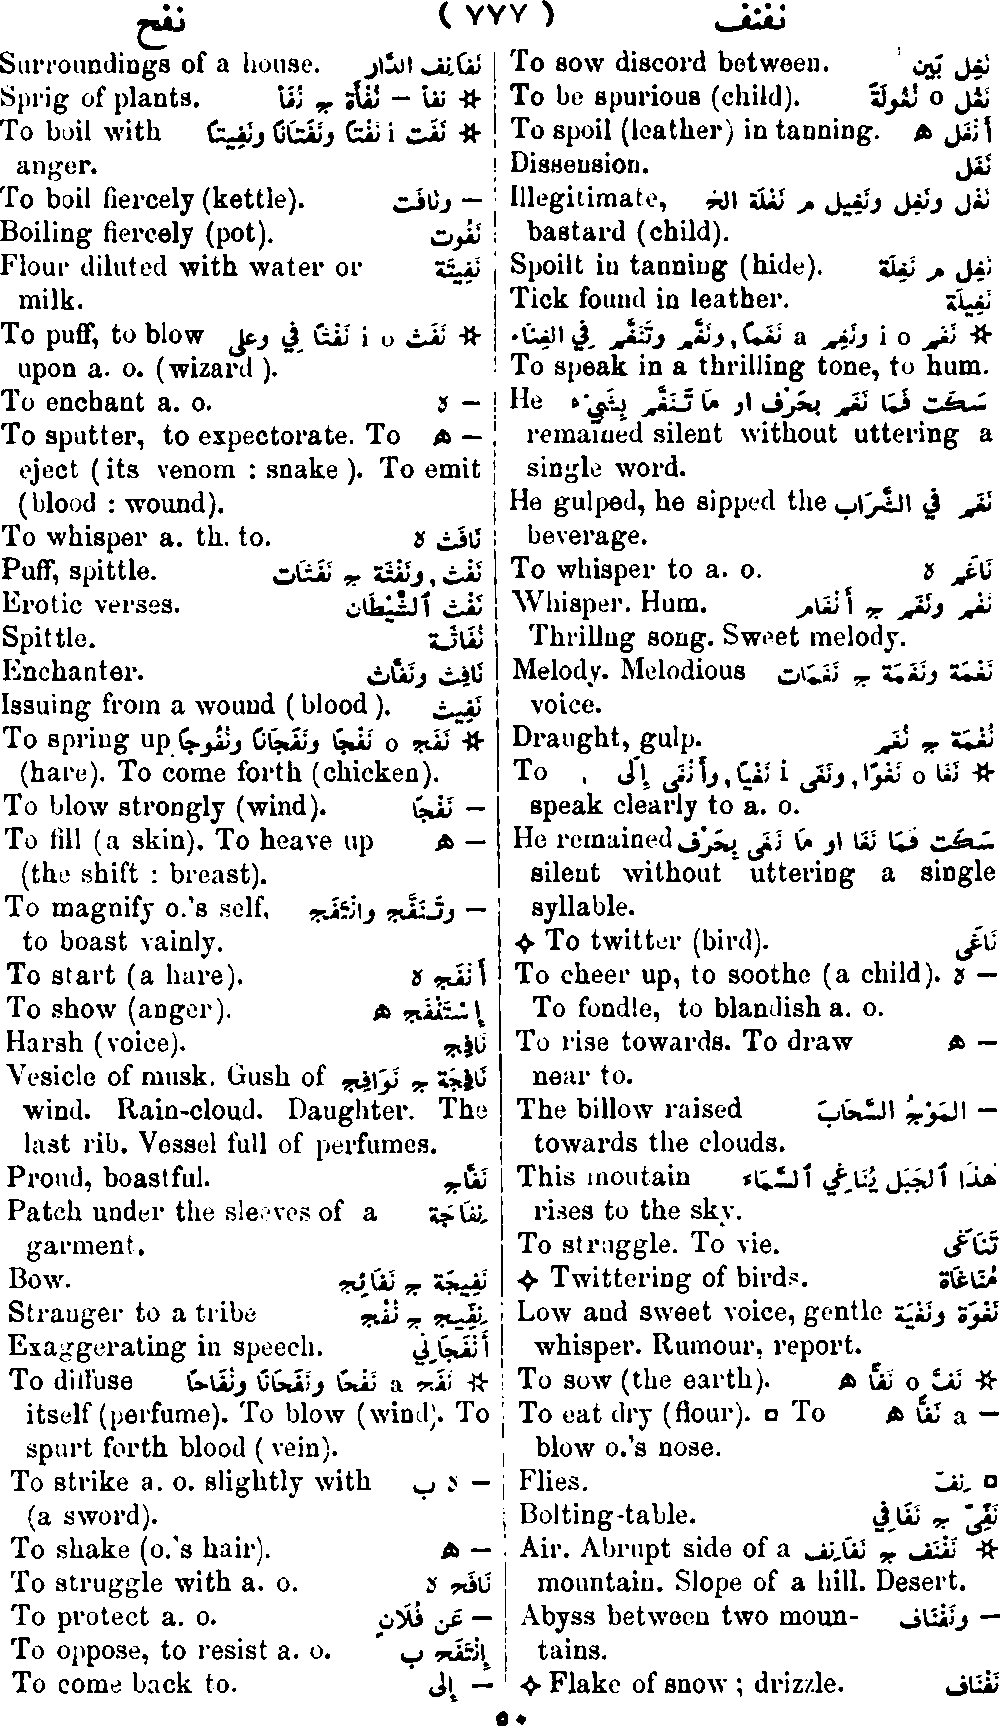 نفنف ( ٧٧٧ ) نفح
To sow discord between. نَغِل بَيْن
To be spurious (child). نَغُل o نُغُولَةً
To spoil (leather) in tanning. أَنْغَل ه
Dissension. نَغَل
Illegitimate, نَغْل ونَغِل ونَغِيل م نَغْلَة الخ
bastard (child).
Spoilt in tanning (hide). نَغِل م نَغِلَة
Tick found in leather. نَغِيلَة
✻ نَغَم i o ونَغِم a نَغَمًا, ونَغَّم وتَنَغَّم في الغِنَاء
To speak in a thrilling tone, to hum.
He سَكَت فَمَا نَغَم بِحَرْف او مَا تَنَغَّم بِشَيْء
remained silent without uttering a
single word.
He gulped, he sipped the نَغَم في الشَّرَاب
beverage.
To whisper to a. o. نَاغَم لا
Whisper. Hum. نَغْم ونَغَم ج أَنْغَام
Thrillng song. Sweet melody.
Melody. Melodious نَغْمَة ونَغَمَة ج نَغَمَات
voice.
Draught, gulp. نُغْمَة ج نُغَم
To ✻ نَغَا o نَغْوًا, ونَغَى i نَغْيًا, وأَنْغَى إِلَى
speak clearly to a. o.
He remained سَكَت فَمَا نَغَا او مَا نَغَى بِحَرْف
silent without uttering a single
syllable.
✧ To twitter (bird). نَاغَى
To cheer up, to soothe (a child). — لا
To fondle, to blandish a. o.
To rise towards. To draw — ه
near to.
The billow raised — المَوْجُ السَّحَابَ
towards the clouds.
This moutain هٰذَا ٱلجَبَل يُنَاغِي ٱلسَّمَاء
rises to the sky.
To struggle. To vie. تَنَاغَى
✧ Twittering of birds. مُنَاغَاة
Low and sweet voice, gentle نَغْوَة ونَغْيَة
whisper. Rumour, report.
To sow (the earth). ✻ نَفَّ o نَفًّا ه
To eat dry (flour). ▫ To — a نَفًّا ه
blow o.'s nose.
Flies. ▫ نِفّ
Bolting-table. نَفِّيّ ج نَفَافِي
Air. Abrupt side of a ✻ نَفْنَف ج نَفَانِف
mountain. Slope of a hill. Desert.
Abyss between two moun- — ونَفْنَاف
tains.
✧ Flake of snow ; drizzle. نَفْنَاف
Surroundings of a house. نَفَانِف الدَّار
Sprig of plants. ✻ نفأ — نُفْأَة ج نُفَأ
To boil with ✻ نَفَت i نَفْتًا ونَفَتَانًا ونَفِيتًا
anger.
To boil fiercely (kettle). — ونَافَت
Boiling fiercely (pot). نَفُوت
Flour diluted with water or نَفِيتَة
milk.
To puff, to blow ✻ نَفَث i o نَفْثًا في وعلى
upon a. o. (wizard ).
To enchant a. o. — لا
To sputter, to expectorate. To — ه
eject ( its venom : snake ). To emit
(blood : wound).
To whisper a. th. to. نَافَث لا
Puff, spittle. نَفْث, ونَفْثَة ج نَفَثَات
Erotic verses. نَفْث ٱلشَّيْطَان
Spittle. نُفَاثَة
Enchanter. نَافِث ونَفَّاث
Issuing from a wound ( blood ). نَفِيث
To spring up ✻ نَفَج o نَفْجًا ونَفَجَانًا ونُفُوجًا
(hare). To come forth (chicken).
To blow strongly (wind). — نَفْجًا
To fill (a skin). To heave up — ه
(the shift : breast).
To magnify o.'s self, — وتَنَفَّج وانْتَفَج
to boast vainly.
To start (a hare). أَنْفَج لا
To show (anger). إِسْتَنْفَج ه
Harsh (voice). نَافِج
Vesicle of musk. Gush of نَافِجَة ج نَوَافِج
wind. Rain-cloud. Daughter. The
last rib. Vessel full of perfumes.
Proud, boastful. نَفَّاج
Patch under the sleeves of a نِفَاجَة
garment.
Bow. نَفِيجَة ج نَفَائِج
Stranger to a tribe نِفِّيج ج نُفُج
Exaggerating in speech. أَنْفَجَانِي
To diffuse ✻ نَفَح a نَفْحًا ونَفَحَانًا ونُفَاحًا
itself (perfume). To blow (wind). To
spurt forth blood ( vein).
To strike a. o. slightly with — لا ب
(a sword).
To shake (o.'s hair). — ه
To struggle with a. o. نَافَح لا
To protect a. o. — عَن فُلَانٍ
To oppose, to resist a. o. إِنْتَفَح ب
To come back to. — إِلى
٥٠